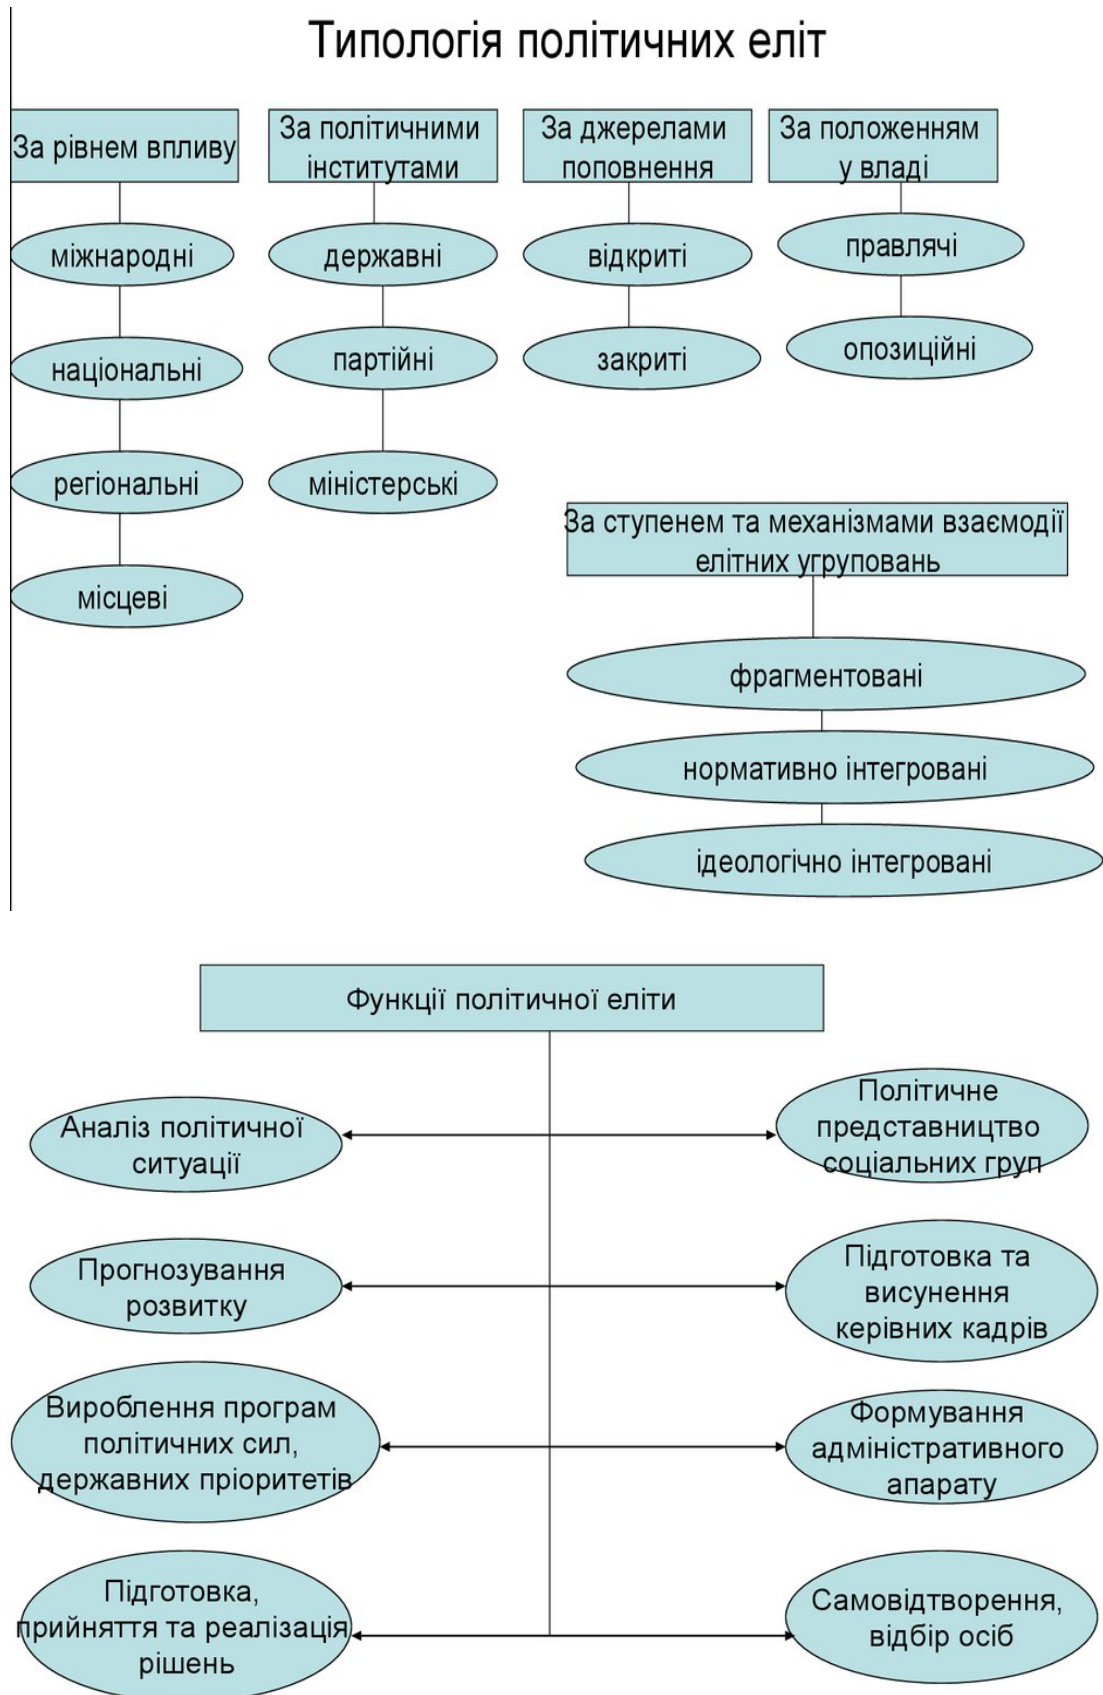 Типологія політичних еліт
За рівнем впливу
міжнародні
національні
регіональні
місцеві
За політичними
інститутами
державні
партійні
міністерські
За джерелами
поповнення
відкриті
закриті
За положенням
у владі
правлячі
опозиційні
За ступенем та механізмами взаємодії
елітних угруповань
фрагментовані
нормативно інтегровані
ідеологічно інтегровані
Функції політичної еліти
Аналіз політичної
ситуації
Політичне
представництво
соціальних груп
Прогнозування
розвитку
Підготовка та
висунення
керівних кадрів
Вироблення програм
політичних сил,
державних пріоритетів
Формування
адміністративного
апарату
Підготовка,
прийняття та реалізація
рішень
Самовідтворення,
відбір осіб